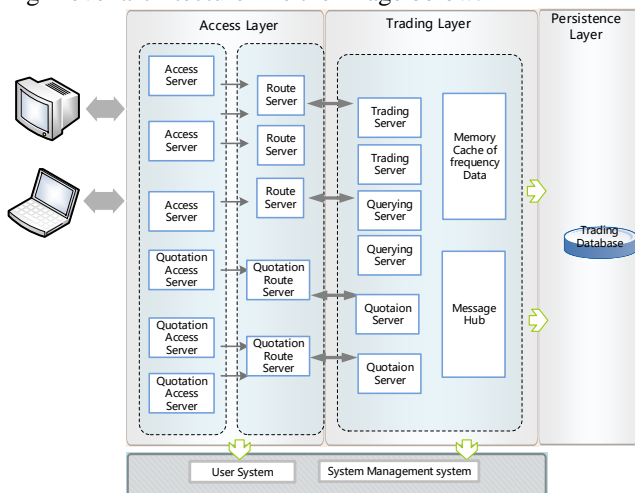 Access Layer
Trading Layer
Persistence
Layer
Access
Server
Access
Server
Access
Server
Quotation
Access
Server
Quotation
Access
Server
Quotation
Access
Server
Route
Server
Route
Server
Route
Server
Quotation
Route
Server
Quotation
Route
Server
Trading
Server
Trading
Server
Querying
Server
Querying
Server
Quotaion
Server
Quotaion
Server
Memory
Cache of
frequency
Data
Message
Hub
Trading
Database
User System
System Management system